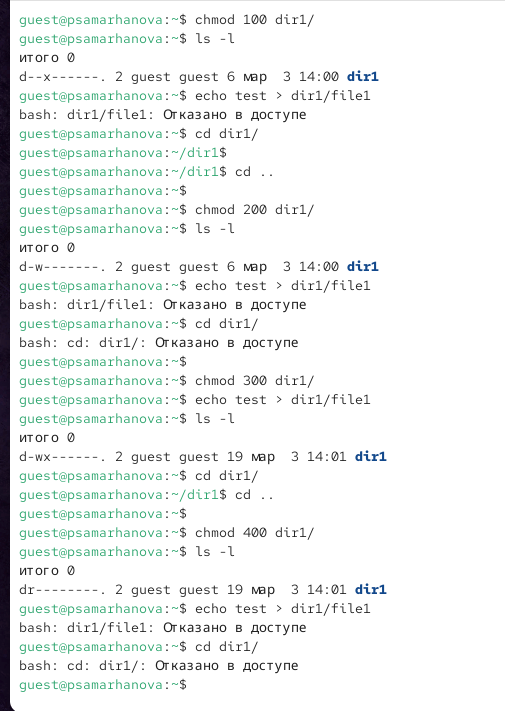 guest@psamarhanova:~$ chmod 100 dir1/
guest@psamarhanova:~$ ls -l
итого 0
d--x------. 2 guest guest 6 мар  3 14:00 dir1
guest@psamarhanova:~$ echo test > dir1/file1
bash: dir1/file1: Отказано в доступе
guest@psamarhanova:~$ cd dir1/
guest@psamarhanova:~/dir1$
guest@psamarhanova:~/dir1$ cd ..
guest@psamarhanova:~$
guest@psamarhanova:~$ chmod 200 dir1/
guest@psamarhanova:~$ ls -l
итого 0
d-w-------. 2 guest guest 6 мар  3 14:00 dir1
guest@psamarhanova:~$ echo test > dir1/file1
bash: dir1/file1: Отказано в доступе
guest@psamarhanova:~$ cd dir1/
bash: cd: dir1/: Отказано в доступе
guest@psamarhanova:~$
guest@psamarhanova:~$ chmod 300 dir1/
guest@psamarhanova:~$ echo test > dir1/file1
guest@psamarhanova:~$ ls -l
итого 0
d-wx------. 2 guest guest 19 мар  3 14:01 dir1
guest@psamarhanova:~$ cd dir1/
guest@psamarhanova:~/dir1$ cd ..
guest@psamarhanova:~$
guest@psamarhanova:~$ chmod 400 dir1/
guest@psamarhanova:~$ ls -l
итого 0
dr--------. 2 guest guest 19 мар  3 14:01 dir1
guest@psamarhanova:~$ echo test > dir1/file1
bash: dir1/file1: Отказано в доступе
guest@psamarhanova:~$ cd dir1/
bash: cd: dir1/: Отказано в доступе
guest@psamarhanova:~$